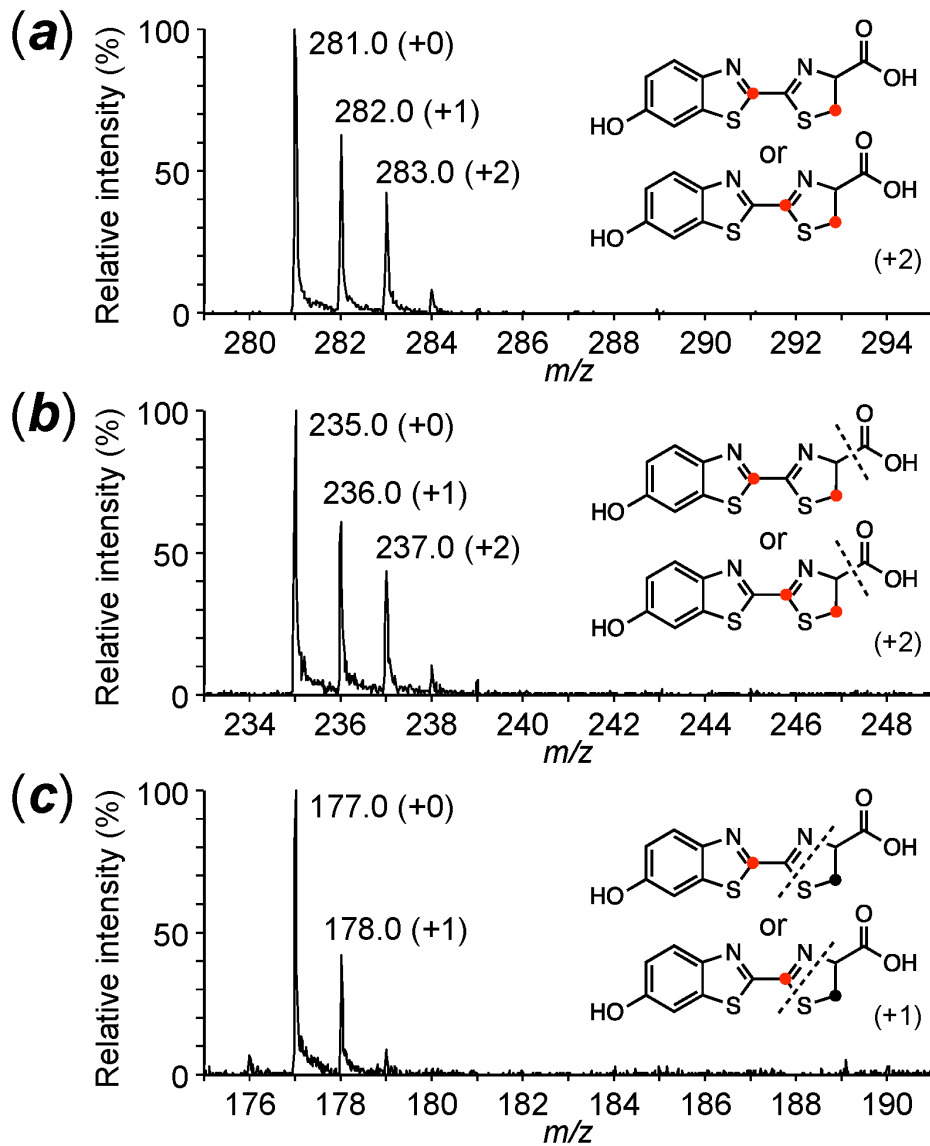 (a)
Relative intensity (%)
100
50
0
281.0 (+0)
282.0 (+1)
283.0 (+2)
N N O OH
HO S S
or
N N O OH
HO S S
(+2)
280 282 284 286 288 290 292 294
m/z
(b)
Relative intensity (%)
100
50
0
235.0 (+0)
236.0 (+1)
237.0 (+2)
N N O OH
HO S S
or
N N O OH
HO S S
(+2)
234 236 238 240 242 244 246 248
m/z
(c)
Relative intensity (%)
100
50
0
177.0 (+0)
178.0 (+1)
N N O OH
HO S S
or
N N O OH
HO S S
(+1)
176 178 180 182 184 186 188 190
m/z